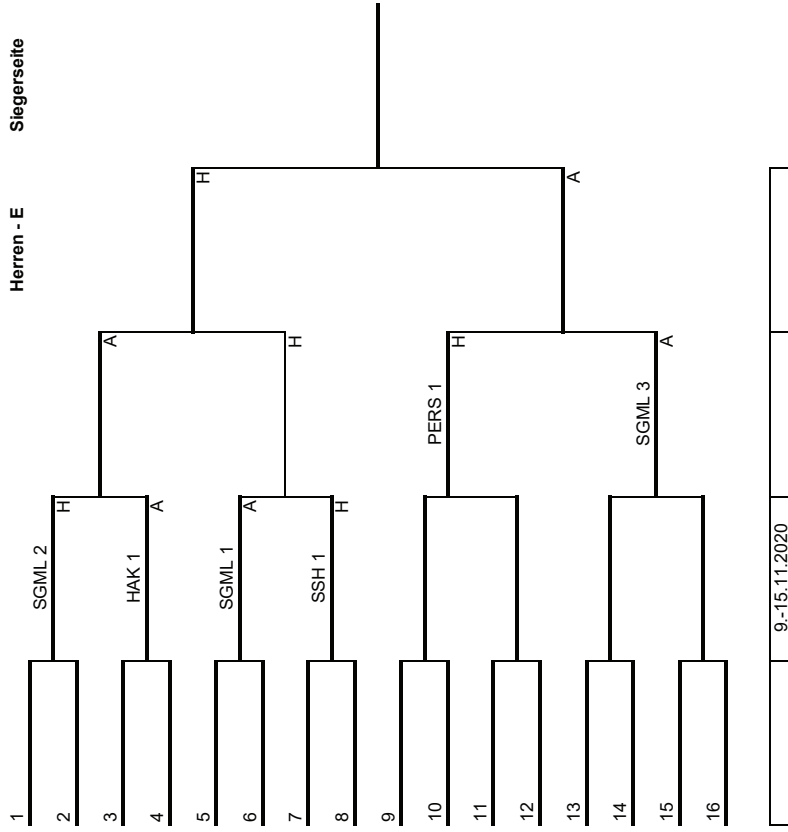 Herren - E Siegerseite
1
2
3
4
5
6
7
8
9
10
11
12
13
14
15
16
SGML 2
H
HAK 1
A
SGML 1
A
SSH 1
H
A
H
PERS 1
H
SGML 3
A
H
A
9.-15.11.2020